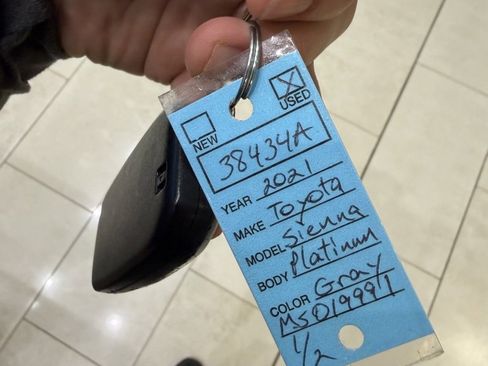 NEW USED
38434A
YEAR 2021
MAKE Toyota
MODEL Sienna
BODY Platinum
COLOR Gray
MS019991
1/2